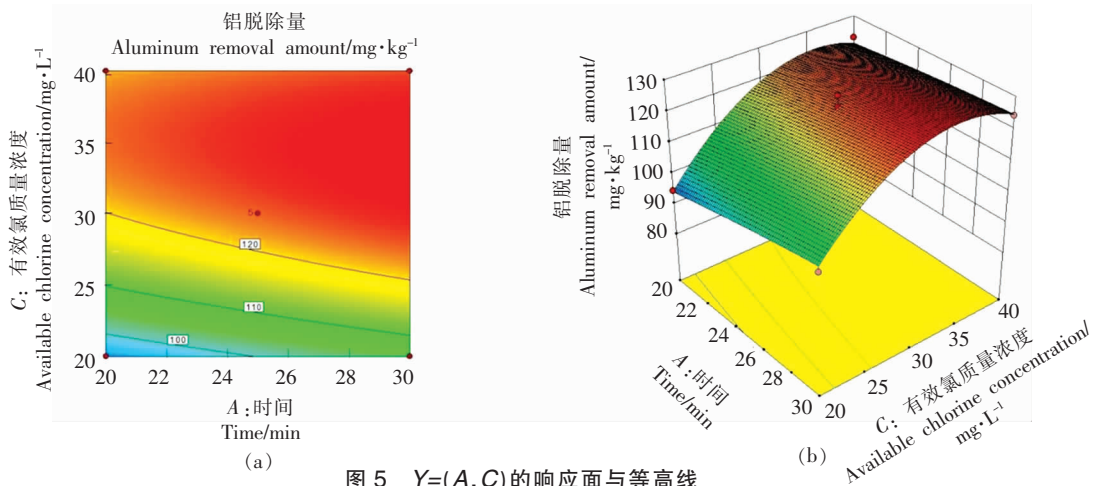 铝脱除量
Aluminum removal amount/mg·kg⁻¹
C: 有效氯质量浓度
Available chlorine concentration/mg·L⁻¹
40
35
30
25
20
5
120
110
100
20 22 24 26 28 30
A:时间
Time/min
(a)
铝脱除量
Aluminum removal amount/
mg·kg⁻¹
130
120
110
100
90
80
20
22
24
26
28
30
A:时间
Time/min
20
25
30
35
40
C: 有效氯质量浓度
Available chlorine concentration/
mg·L⁻¹
(b)
图 5 Y=(A,C)的响应面与等高线